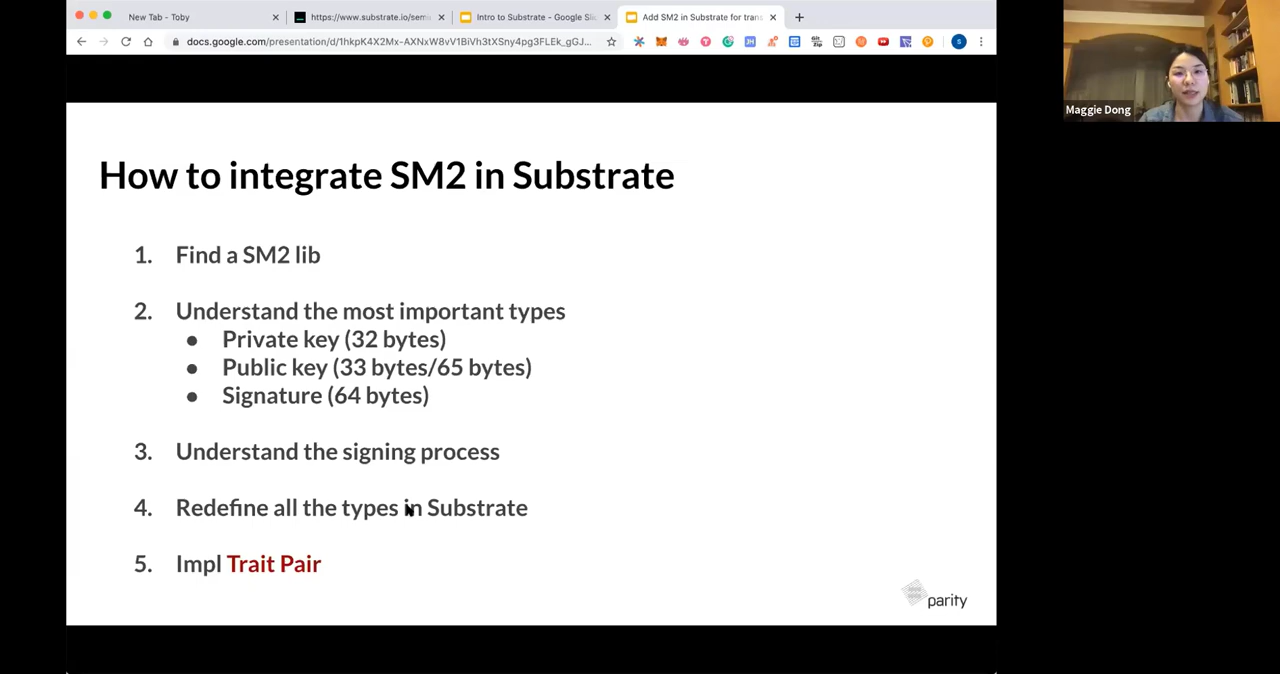 New Tab - Toby
https://www.substrate.io/semi
Intro to Substrate - Google Slid
Add SM2 in Substrate for trans
docs.google.com/presentation/d/1hkpK4X2Mx-AXNxW8vV1BiVh3tXSny4pg3FLEk_gGJ...
Maggie Dong
How to integrate SM2 in Substrate
1. Find a SM2 lib
2. Understand the most important types
● Private key (32 bytes)
● Public key (33 bytes/65 bytes)
● Signature (64 bytes)
3. Understand the signing process
4. Redefine all the types in Substrate
5. Impl Trait Pair
parity